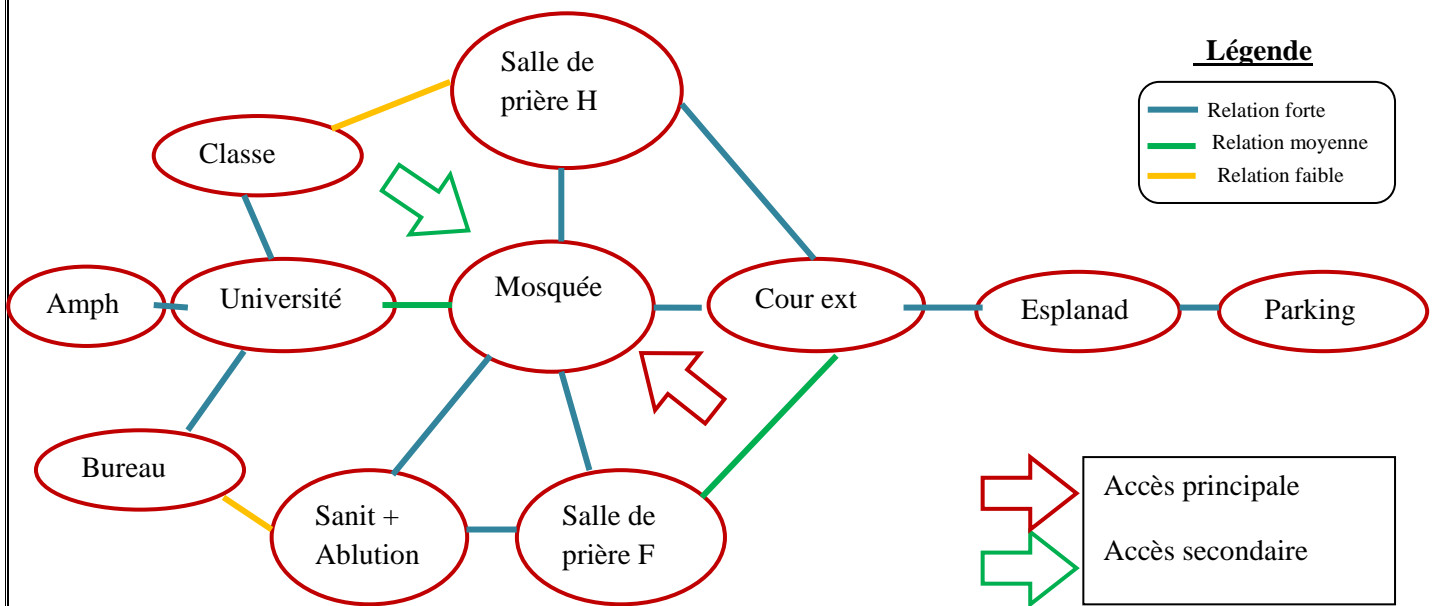 Salle de
prière H
Légende
Relation forte
Relation moyenne
Relation faible
Classe
Amph
Université
Mosquée
Cour ext
Esplanad
Parking
Bureau
Sanit +
Ablution
Salle de
prière F
Accès principale
Accès secondaire